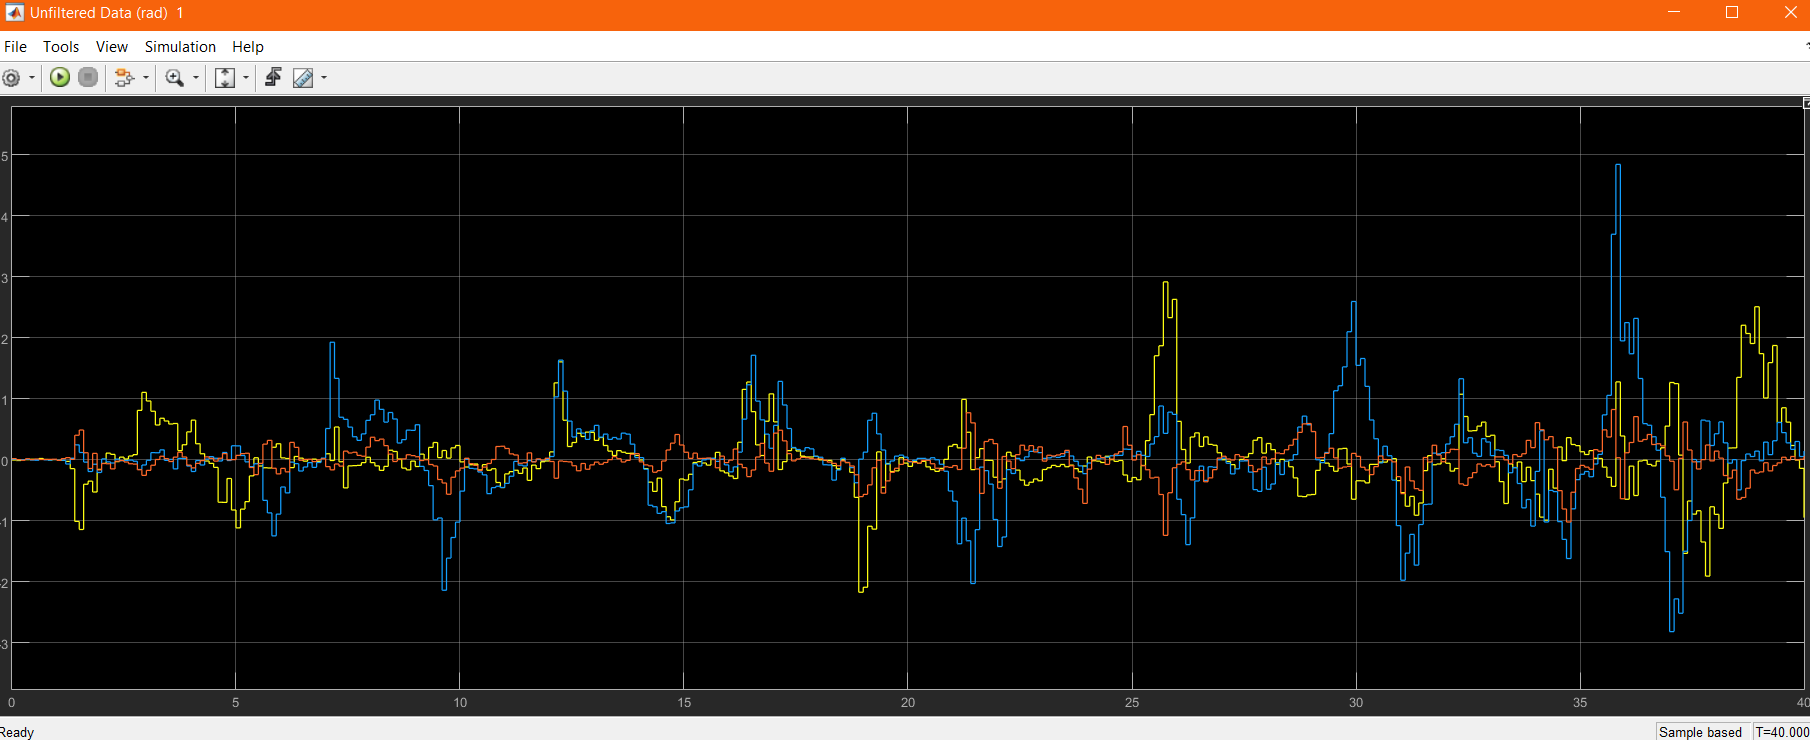 Unfiltered Data (rad) 1
File Tools View Simulation Help
5
4
3
2
1
0
-1
-2
-3
0 5 10 15 20 25 30 35 40
Ready
Sample based T=40.000